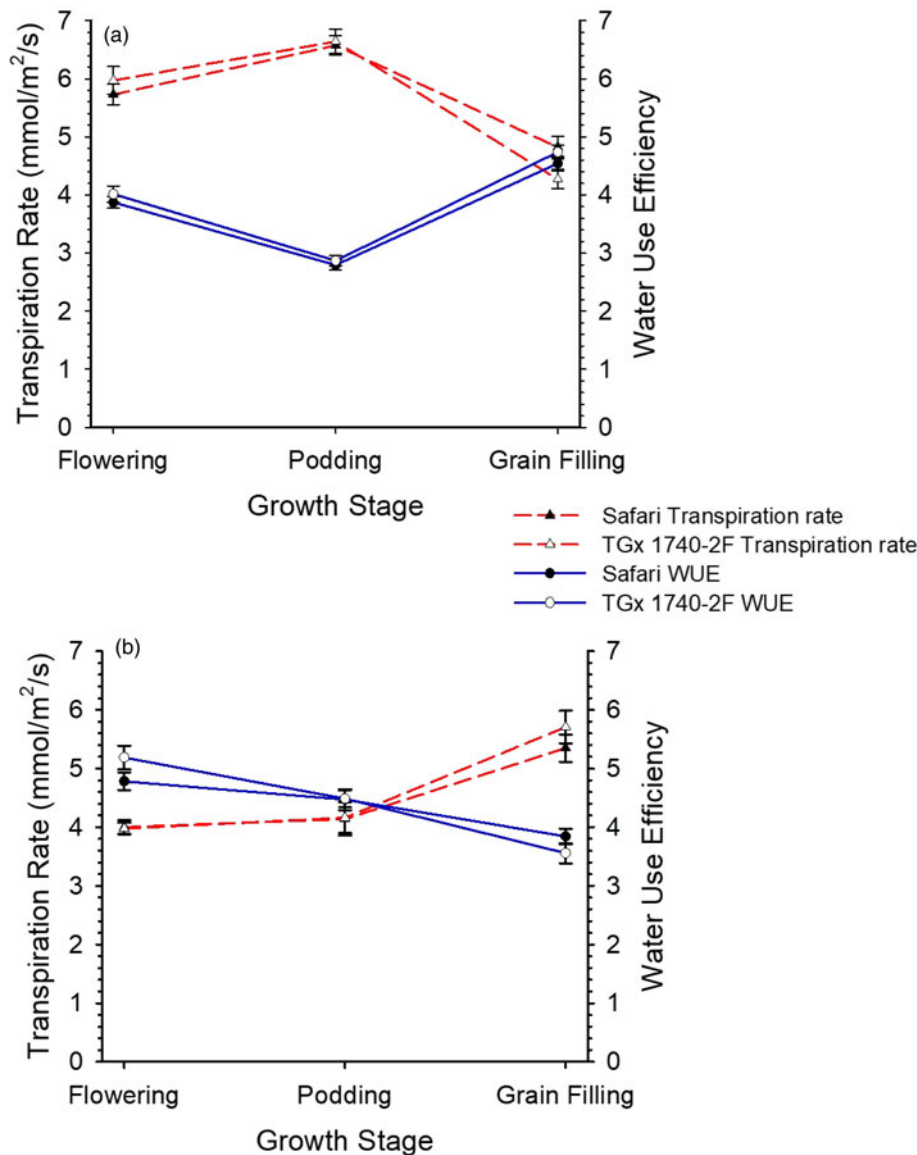 (a)
Transpiration Rate (mmol/m²/s)
7
6
5
4
3
2
1
0
7
6
5
4
3
2
1
0
Water Use Efficiency
Flowering Podding Grain Filling
Growth Stage
Safari Transpiration rate
TGx 1740-2F Transpiration rate
Safari WUE
TGx 1740-2F WUE
(b)
Transpiration Rate (mmol/m²/s)
7
6
5
4
3
2
1
0
7
6
5
4
3
2
1
0
Water Use Efficiency
Flowering Podding Grain Filling
Growth Stage